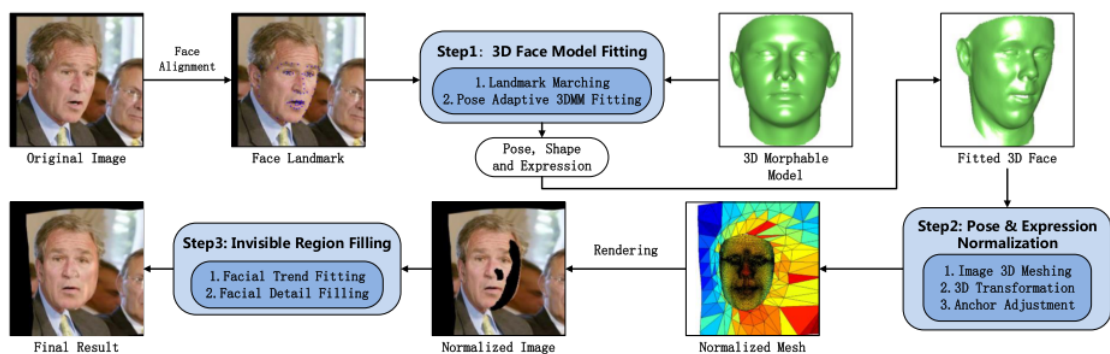 Face
Alignment
Original Image
Face Landmark
Step1: 3D Face Model Fitting
1. Landmark Marching
2. Pose Adaptive 3DMM Fitting
Pose, Shape
and Expression
3D Morphable
Model
Fitted 3D Face
Step2: Pose & Expression
Normalization
1. Image 3D Meshing
2. 3D Transformation
3. Anchor Adjustment
Rendering
Normalized Mesh
Normalized Image
Step3: Invisible Region Filling
1. Facial Trend Fitting
2. Facial Detail Filling
Final Result